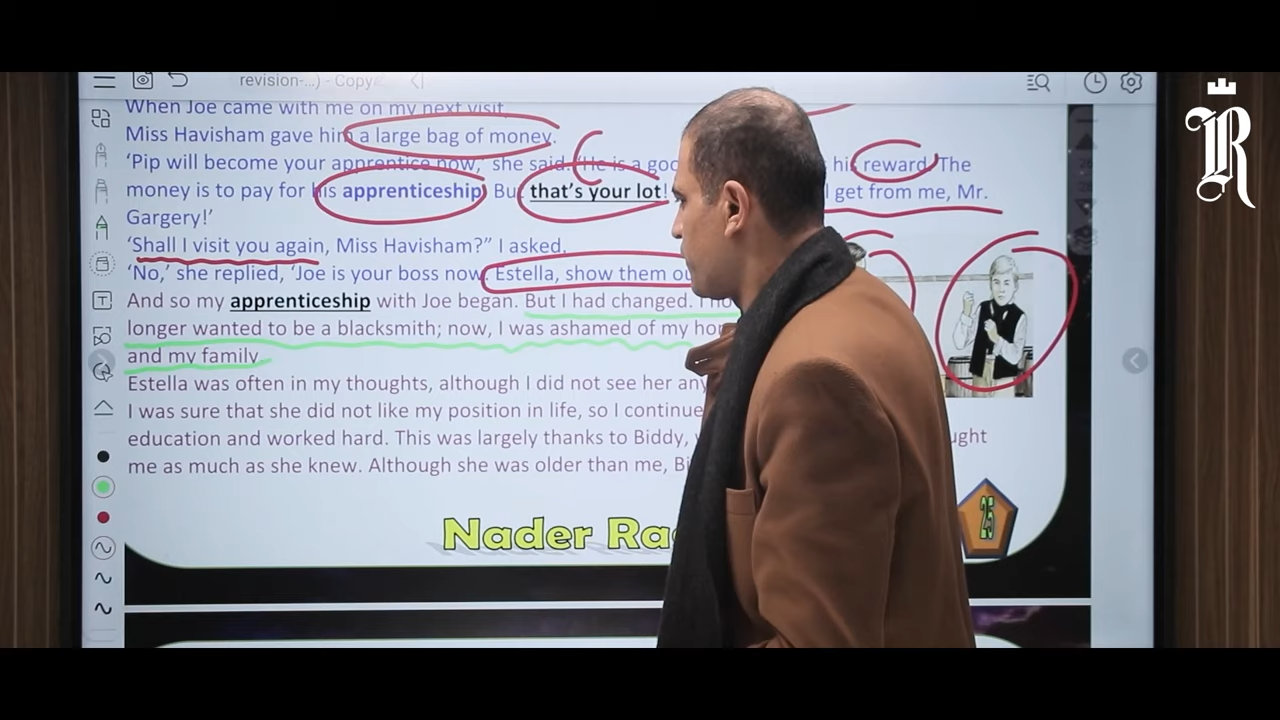 revision-...) - Copy
R
When Joe came with me on my next visit,
Miss Havisham gave him a large bag of money.
'Pip will become your apprentice now,' she said. 'He is a goo his reward. The
money is to pay for his apprenticeship. But that's your lot! I get from me, Mr.
Gargery!'
'Shall I visit you again, Miss Havisham?" I asked.
'No,' she replied, 'Joe is your boss now. Estella, show them ou
And so my apprenticeship with Joe began. But I had changed. I no
longer wanted to be a blacksmith; now, I was ashamed of my ho
and my family.
Estella was often in my thoughts, although I did not see her any
I was sure that she did not like my position in life, so I continue
education and worked hard. This was largely thanks to Biddy, ught
me as much as she knew. Although she was older than me, Bi
Nader Ra
25